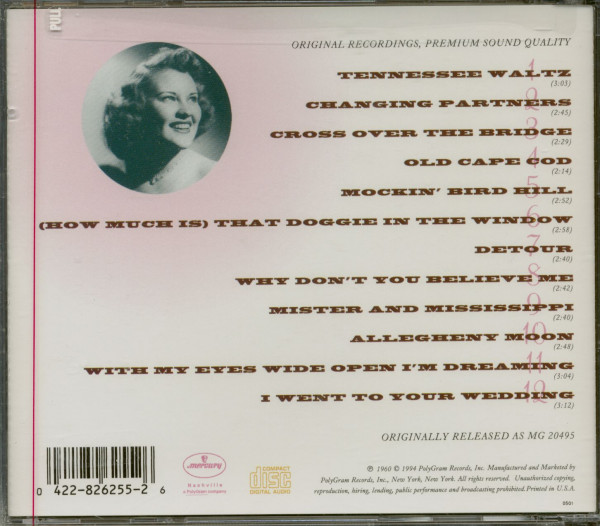 PULL
ORIGINAL RECORDINGS, PREMIUM SOUND QUALITY
1
TENNESSEE WALTZ
(3:03)
2
CHANGING PARTNERS
(2:45)
3
CROSS OVER THE BRIDGE
(2:29)
4
OLD CAPE COD
(2:14)
5
MOCKIN' BIRD HILL
(2:52)
6
(HOW MUCH IS) THAT DOGGIE IN THE WINDOW
(2:58)
7
DETOUR
(2:40)
8
WHY DON'T YOU BELIEVE ME
(2:42)
9
MISTER AND MISSISSIPPI
(2:40)
10
ALLEGHENY MOON
(2:48)
11
WITH MY EYES WIDE OPEN I'M DREAMING
(3:04)
12
I WENT TO YOUR WEDDING
(3:12)
ORIGINALLY RELEASED AS MG 20495
0 422-826255-2 6
mercury
Nashville
a PolyGram company
COMPACT
disc
DIGITAL AUDIO
℗ 1960 © 1994 PolyGram Records, Inc. Manufactured and Marketed by
PolyGram Records, Inc., New York, New York. All rights reserved. Unauthorized copying,
reproduction, hiring, lending, public performance and broadcasting prohibited. Printed in U.S.A.